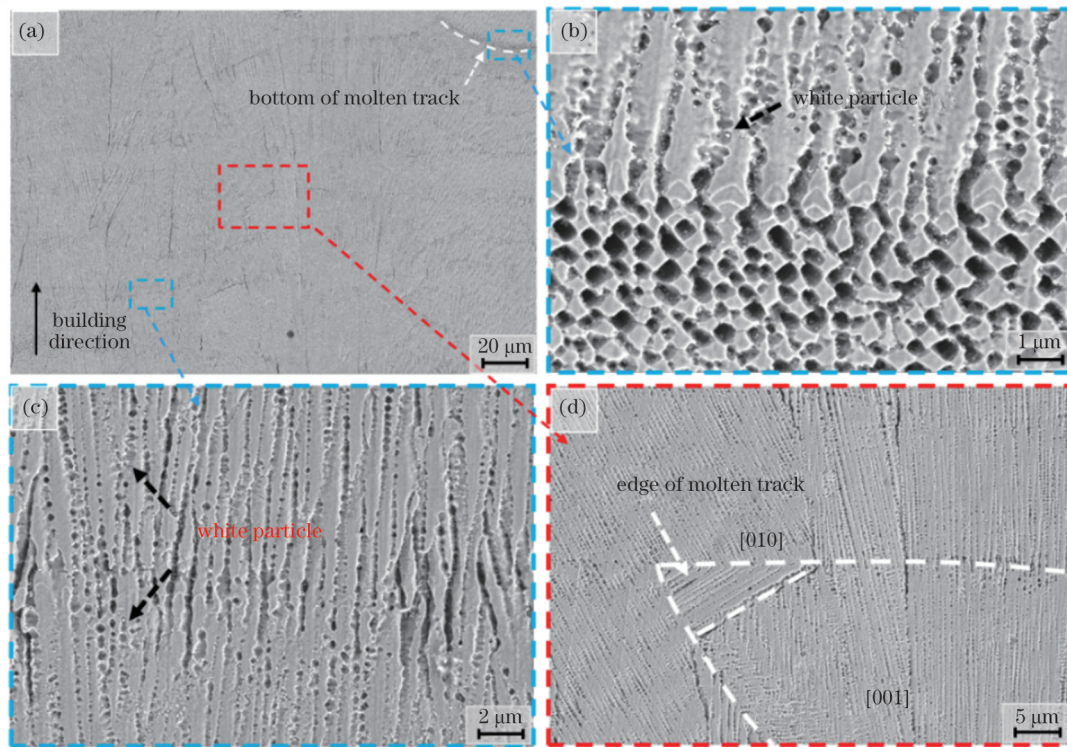 (a)
bottom of molten track
building
direction
20 μm
(b)
white particle
1 μm
(c)
white particle
2 μm
(d)
edge of molten track
[010]
[001]
5 μm